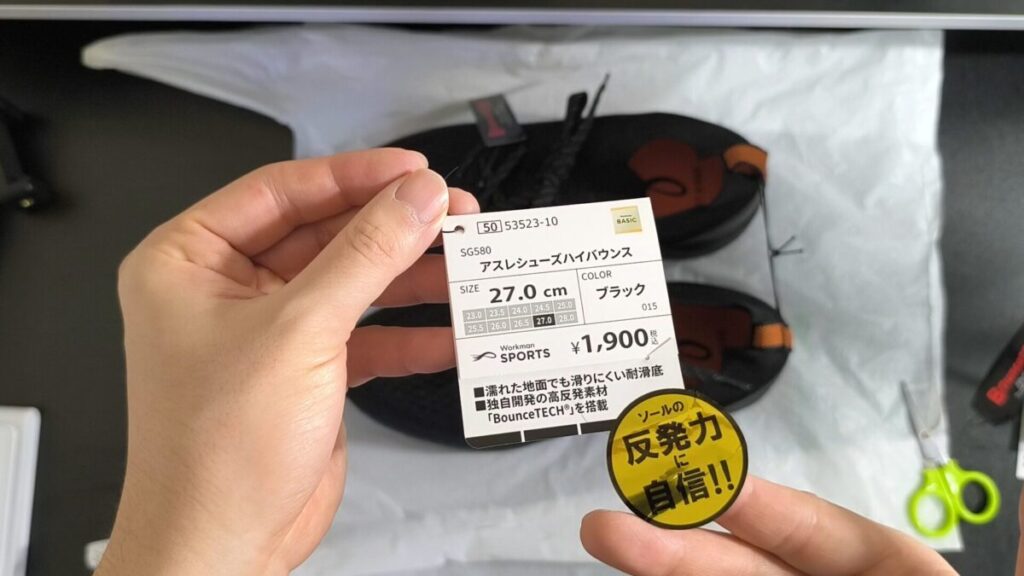 50 53523-10
BASIC
SG580
アスレシューズハイバウンス
SIZE 27.0 cm
23.0 23.5 24.0 24.5 25.0
25.5 26.0 26.5 27.0 28.0
COLOR
ブラック
015
Workman
SPORTS
¥1,900税込
■濡れた地面でも滑りにくい耐滑底
■独自開発の高反発素材
「BounceTECH®」を搭載
ソールの
反発力
に
自信!!